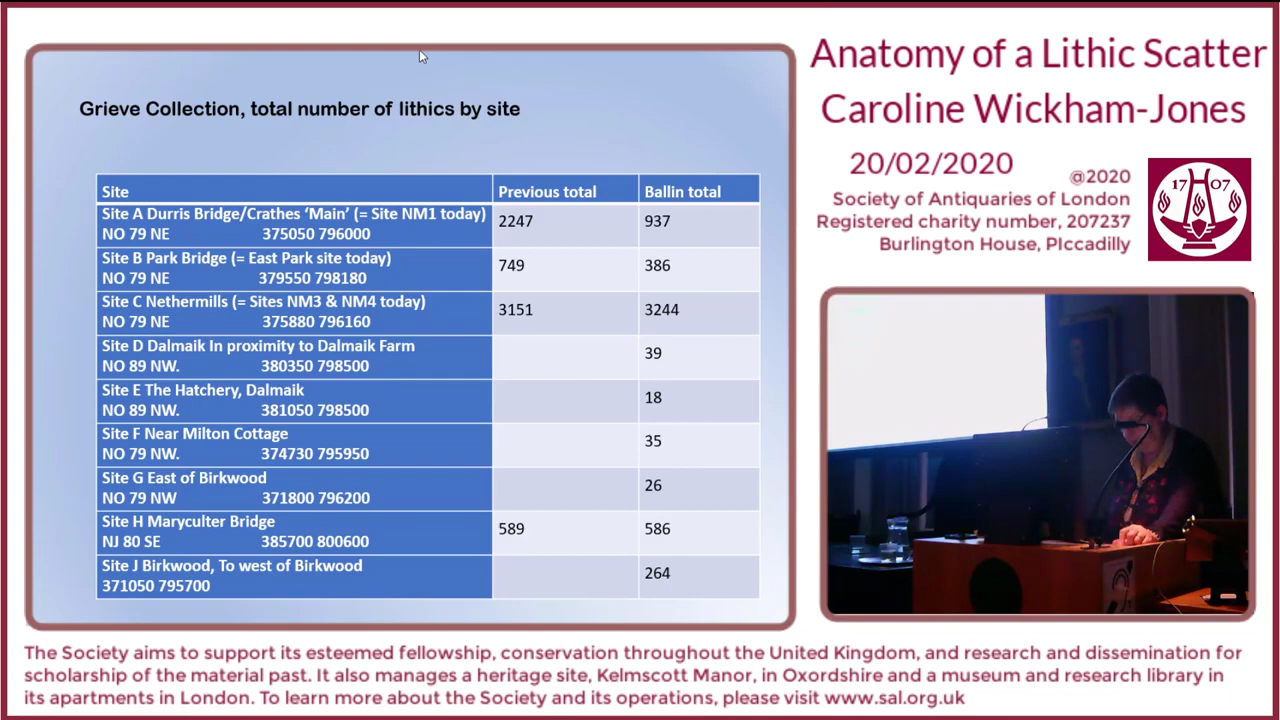 Grieve Collection, total number of lithics by site
Site Previous total Ballin total
Site A Durris Bridge/Crathes 'Main' (= Site NM1 today)
NO 79 NE 375050 796000 2247 937
Site B Park Bridge (= East Park site today)
NO 79 NE 379550 798180 749 386
Site C Nethermills (= Sites NM3 & NM4 today)
NO 79 NE 375880 796160 3151 3244
Site D Dalmaik In proximity to Dalmaik Farm
NO 89 NW. 380350 798500 39
Site E The Hatchery, Dalmaik
NO 89 NW. 381050 798500 18
Site F Near Milton Cottage
NO 79 NW. 374730 795950 35
Site G East of Birkwood
NO 79 NW 371800 796200 26
Site H Maryculter Bridge
NJ 80 SE 385700 800600 589 586
Site J Birkwood, To west of Birkwood
371050 795700 264
Anatomy of a Lithic Scatter
Caroline Wickham-Jones
20/02/2020
@2020
Society of Antiquaries of London
Registered charity number, 207237
Burlington House, PIccadilly
17 07
The Society aims to support its esteemed fellowship, conservation throughout the United Kingdom, and research and dissemination for
scholarship of the material past. It also manages a heritage site, Kelmscott Manor, in Oxordshire and a museum and research library in
its apartments in London. To learn more about the Society and its operations, please visit www.sal.org.uk